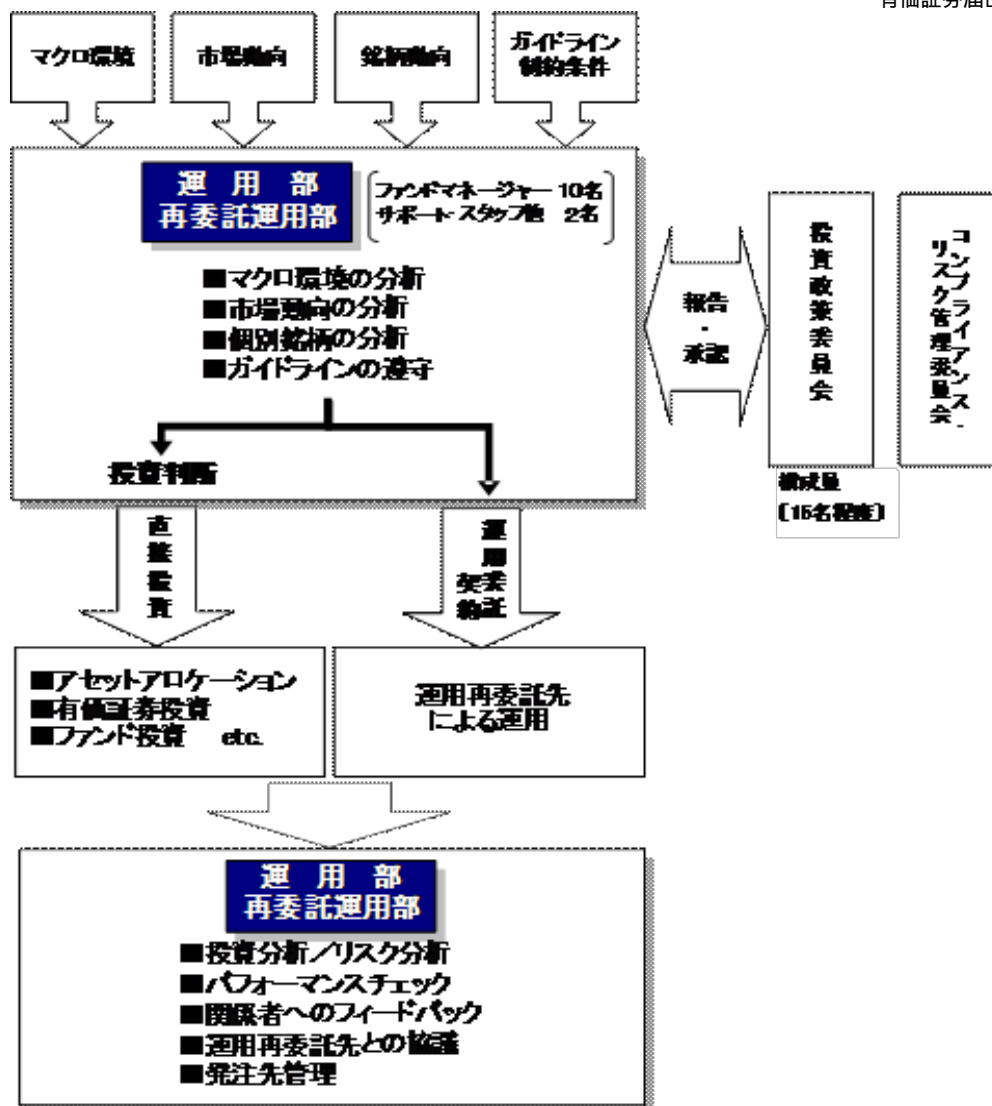 有価証券届出
マクロ環境
市場動向
銘柄動向
ガイドライン
制約条件
運 用 部
再委託運用部
ファンドマネージャー 10名
サポートスタッフ他 2名
■マクロ環境の分析
■市場動向の分析
■個別銘柄の分析
■ガイドラインの遵守
投資判断
報告
・
承認
投資政策委員会
コンプライアンス・
リスク管理委員会
構成員
〔15名程度〕
直接投資
運用委託
契約
■アセットアロケーション
■有価証券投資
■ファンド投資 etc.
運用再委託先
による運用
運 用 部
再委託運用部
■投資分析/リスク分析
■パフォーマンスチェック
■関係者へのフィードバック
■運用再委託先との協議
■発注先管理